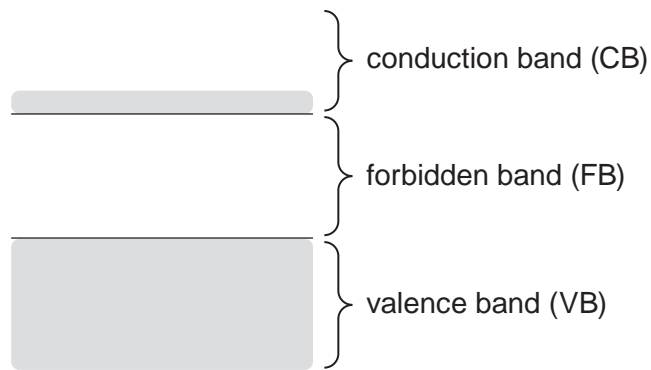 conduction band (CB)
forbidden band (FB)
valence band (VB)